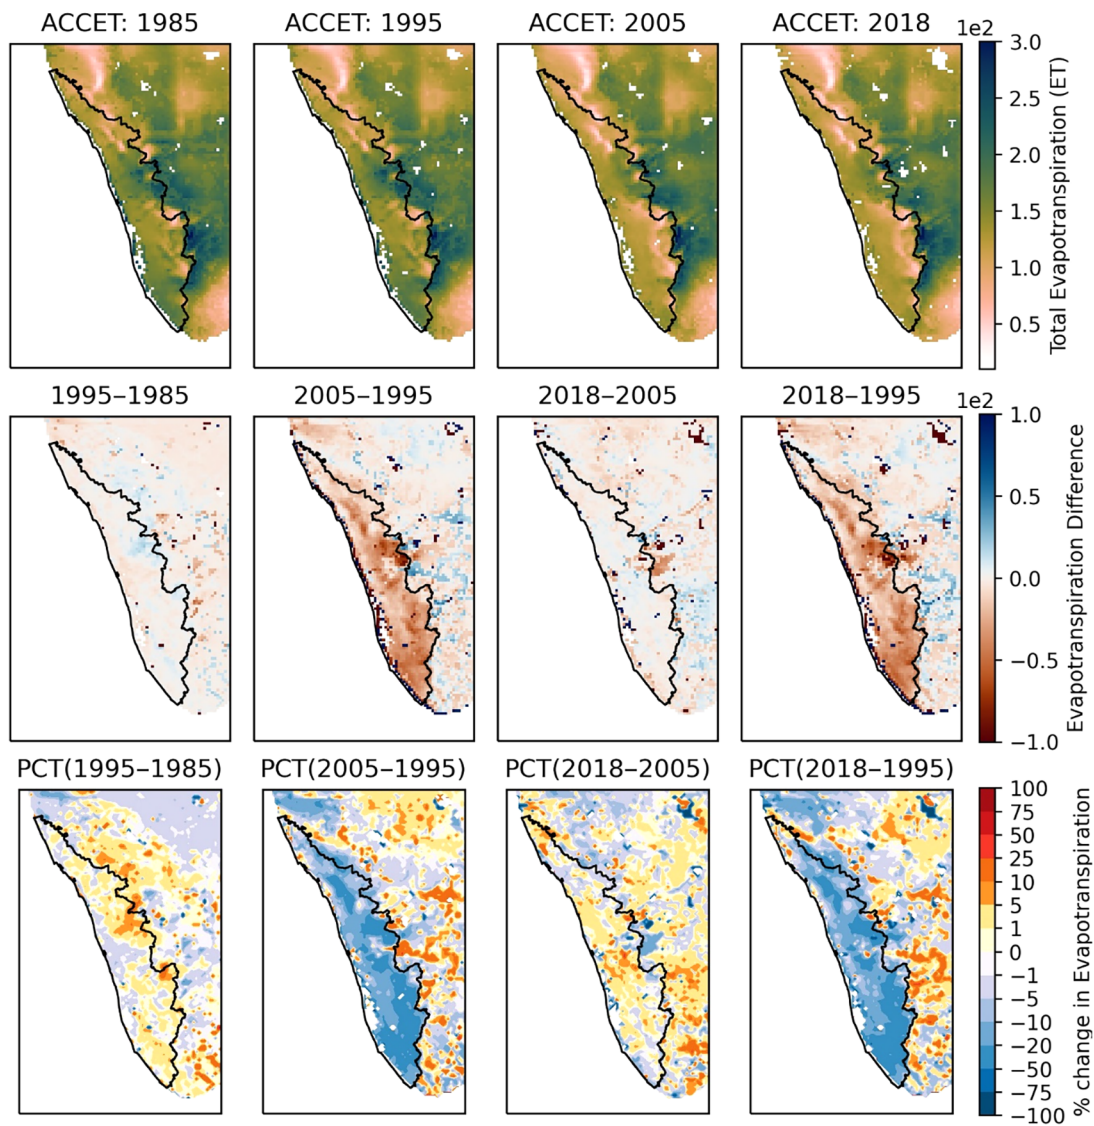 ACCET: 1985
ACCET: 1995
ACCET: 2005
ACCET: 2018
1e2
3.0
2.5
2.0
1.5
1.0
0.5
Total Evapotranspiration (ET)
1995–1985
2005–1995
2018–2005
2018–1995
1e2
1.0
0.5
0.0
−0.5
−1.0
Evapotranspiration Difference
PCT(1995–1985)
PCT(2005–1995)
PCT(2018–2005)
PCT(2018–1995)
100
75
50
25
10
5
1
0
−1
−5
−10
−20
−50
−75
−100
% change in Evapotranspiration